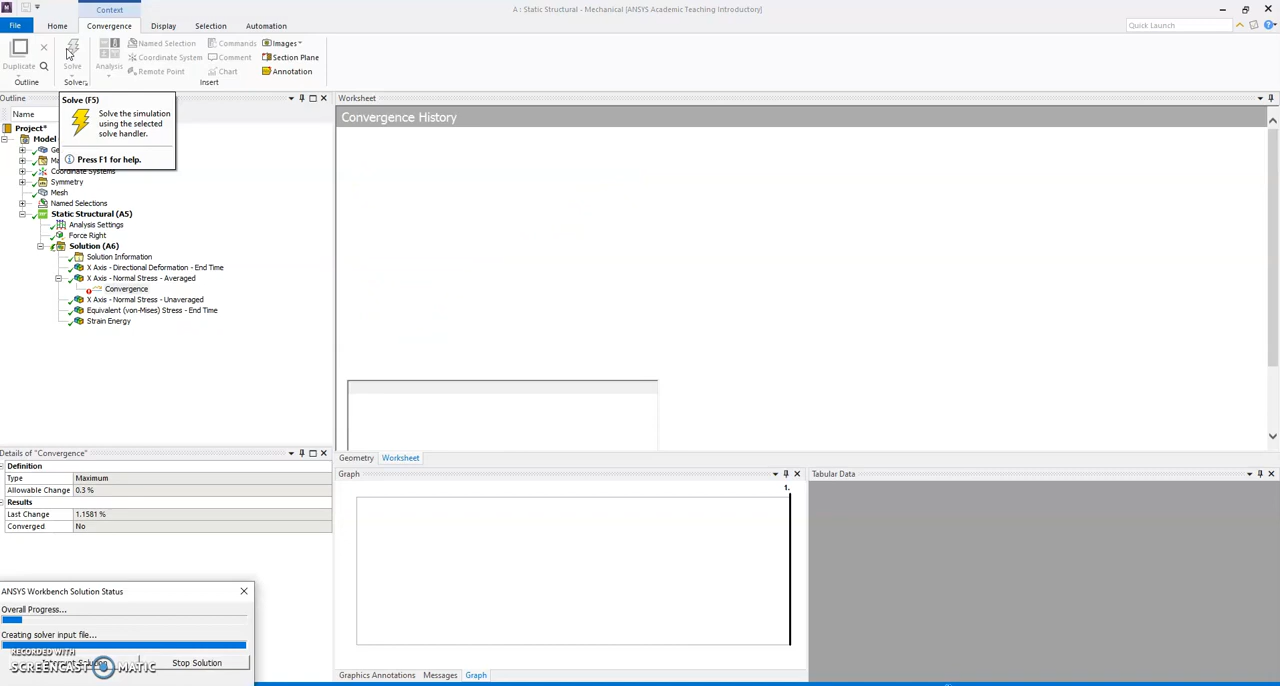 Context
A : Static Structural - Mechanical [ANSYS Academic Teaching Introductory]
File
Home
Convergence
Display
Selection
Automation
Quick Launch
Duplicate
Solve
Analysis
Named Selection
Coordinate System
Remote Point
Commands
Comment
Chart
Images
Section Plane
Annotation
Outline
Solver
Insert
Outline
Name
Solve (F5)
Solve the simulation
using the selected
solve handler.
Press F1 for help.
Project*
Model
Coordinate Systems
Symmetry
Mesh
Named Selections
Static Structural (A5)
Analysis Settings
Force Right
Solution (A6)
Solution Information
X Axis - Directional Deformation - End Time
X Axis - Normal Stress - Averaged
Convergence
X Axis - Normal Stress - Unaveraged
Equivalent (von-Mises) Stress - End Time
Strain Energy
Worksheet
Convergence History
Geometry
Worksheet
Details of "Convergence"
Definition
Type Maximum
Allowable Change 0.3 %
Results
Last Change 1.1581 %
Converged No
Graph
1.
Tabular Data
Graphics Annotations
Messages
Graph
ANSYS Workbench Solution Status
Overall Progress...
Creating solver input file...
Stop Solution
RECORDED WITH
SCREENCAST MATIC